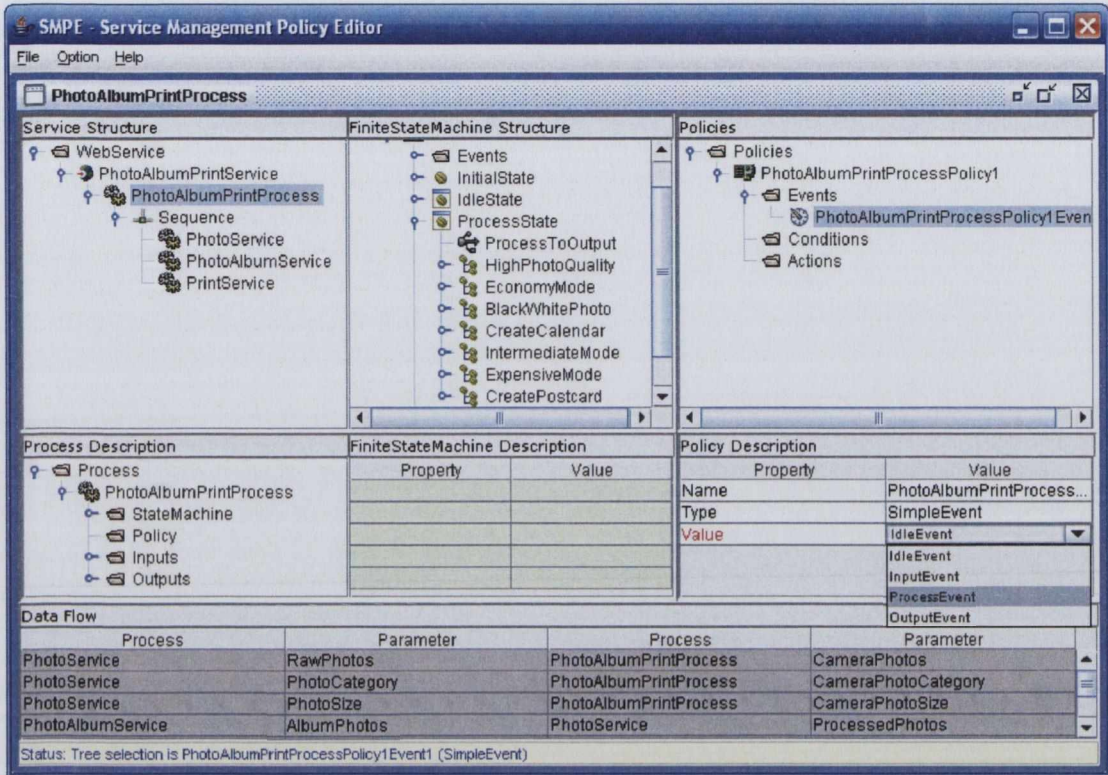 SMPE - Service Management Policy Editor
File Option Help
PhotoAlbumPrintProcess
Service Structure
WebService
PhotoAlbumPrintService
PhotoAlbumPrintProcess
Sequence
PhotoService
PhotoAlbumService
PrintService
FiniteStateMachine Structure
Events
InitialState
IdleState
ProcessState
ProcessToOutput
HighPhotoQuality
EconomyMode
BlackWhitePhoto
CreateCalendar
IntermediateMode
ExpensiveMode
CreatePostcard
Policies
Policies
PhotoAlbumPrintProcessPolicy1
Events
PhotoAlbumPrintProcessPolicy1Even
Conditions
Actions
Process Description
Process
PhotoAlbumPrintProcess
StateMachine
Policy
Inputs
Outputs
FiniteStateMachine Description
Property Value
Policy Description
Property Value
Name PhotoAlbumPrintProcess...
Type SimpleEvent
Value IdleEvent
IdleEvent
InputEvent
ProcessEvent
OutputEvent
Data Flow
Process Parameter Process Parameter
PhotoService RawPhotos PhotoAlbumPrintProcess CameraPhotos
PhotoService PhotoCategory PhotoAlbumPrintProcess CameraPhotoCategory
PhotoService PhotoSize PhotoAlbumPrintProcess CameraPhotoSize
PhotoAlbumService AlbumPhotos PhotoService ProcessedPhotos
Status: Tree selection is PhotoAlbumPrintProcessPolicy1Event1 (SimpleEvent)